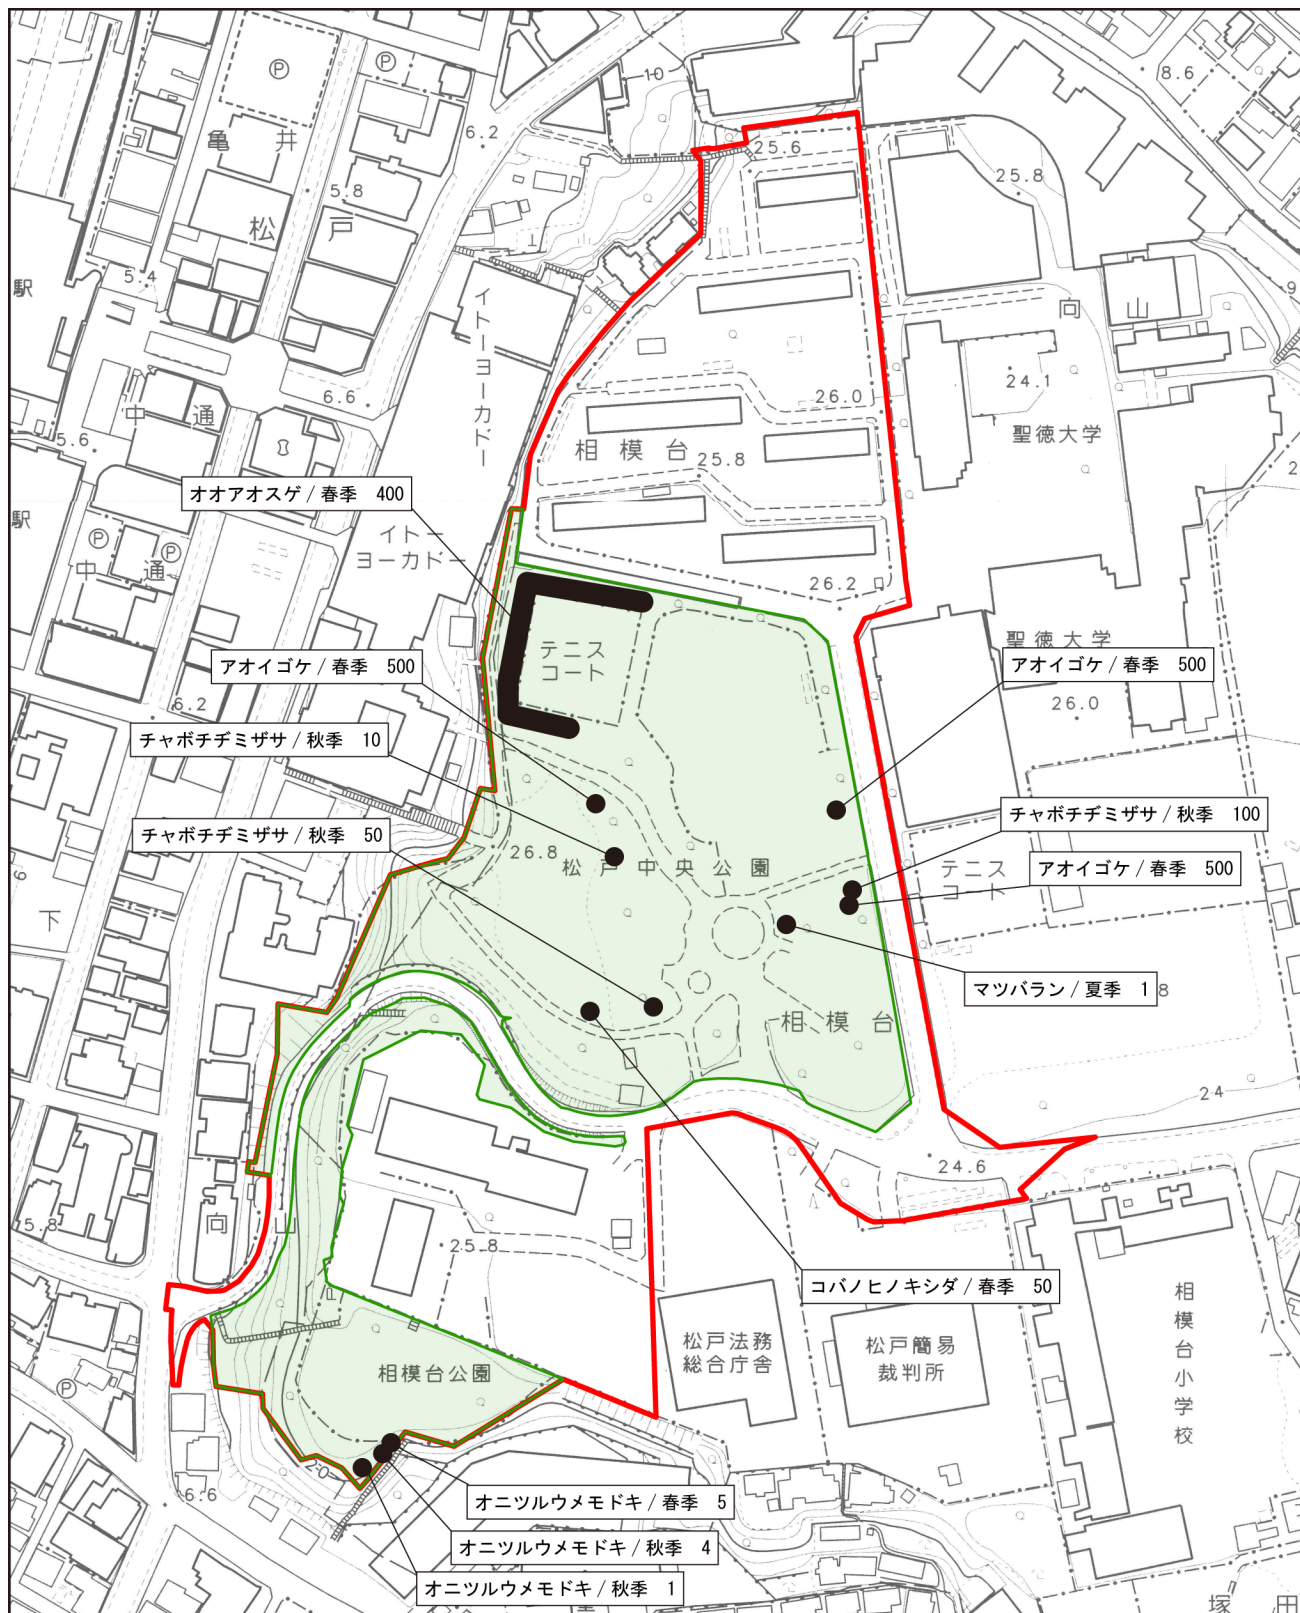 10
8.6
Ⓟ
Ⓟ
6.2
亀井
25.6
25.8
5.8
松戸
5.4
駅
イトーヨーカドー
向山
9
6.6
24.1
中通
26.0
5.6
聖徳大学
相模台
25.8
2
オオアオスゲ / 春季 400
駅
イトー
ヨーカドー
Ⓟ
Ⓟ
中通
26.2
テニス
コート
聖徳大学
アオイゴケ / 春季 500
アオイゴケ / 春季 500
6.2
26.0
チャボチヂミザサ / 秋季 10
チャボチヂミザサ / 秋季 100
チャボチヂミザサ / 秋季 50
26.8
松戸中央公園
テニス
コート
アオイゴケ / 春季 500
6
下
マツバラン / 夏季 1
8
相模台
24
24.6
向山
5.8
25.8
コバノヒノキシダ / 春季 50
相模台小学校
松戸法務
総合庁舎
松戸簡易
裁判所
相模台公園
Ⓟ
20
6.6
オニツルウメモドキ / 春季 5
オニツルウメモドキ / 秋季 4
オニツルウメモドキ / 秋季 1
塚田